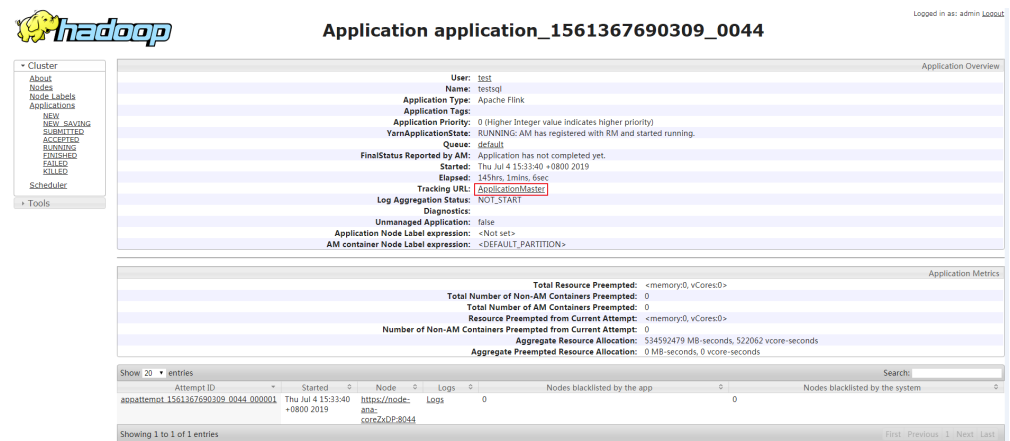 Logged in as: admin Logout
hadoop
Application application_1561367690309_0044
Cluster
About
Nodes
Node Labels
Applications
NEW
NEW_SAVING
SUBMITTED
ACCEPTED
RUNNING
FINISHED
FAILED
KILLED
Scheduler
Tools
Application Overview
User: test
Name: testsql
Application Type: Apache Flink
Application Tags:
Application Priority: 0 (Higher Integer value indicates higher priority)
YarnApplicationState: RUNNING: AM has registered with RM and started running.
Queue: default
FinalStatus Reported by AM: Application has not completed yet.
Started: Thu Jul 4 15:33:40 +0800 2019
Elapsed: 145hrs, 1mins, 6sec
Tracking URL: ApplicationMaster
Log Aggregation Status: NOT_START
Diagnostics:
Unmanaged Application: false
Application Node Label expression: <Not set>
AM container Node Label expression: <DEFAULT_PARTITION>
Application Metrics
Total Resource Preempted: <memory:0, vCores:0>
Total Number of Non-AM Containers Preempted: 0
Total Number of AM Containers Preempted: 0
Resource Preempted from Current Attempt: <memory:0, vCores:0>
Number of Non-AM Containers Preempted from Current Attempt: 0
Aggregate Resource Allocation: 534592479 MB-seconds, 522062 vcore-seconds
Aggregate Preempted Resource Allocation: 0 MB-seconds, 0 vcore-seconds
Show 20 entries Search:
Attempt ID Started Node Logs Nodes blacklisted by the app Nodes blacklisted by the system
appattempt_1561367690309_0044_000001 Thu Jul 4 15:33:40 https://node- Logs 0 0
+0800 2019 ana-
coreZxDP:8044
Showing 1 to 1 of 1 entries First Previous 1 Next Last